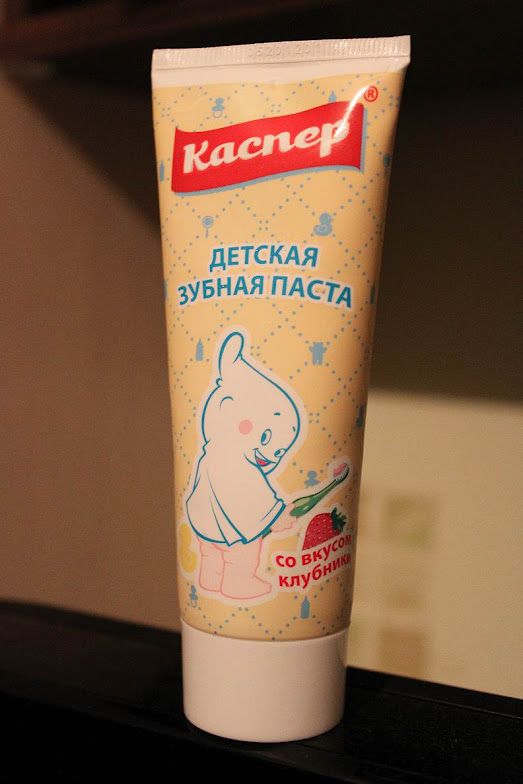 Каспер®
ДЕТСКАЯ
ЗУБНАЯ ПАСТА
со вкусом
клубники